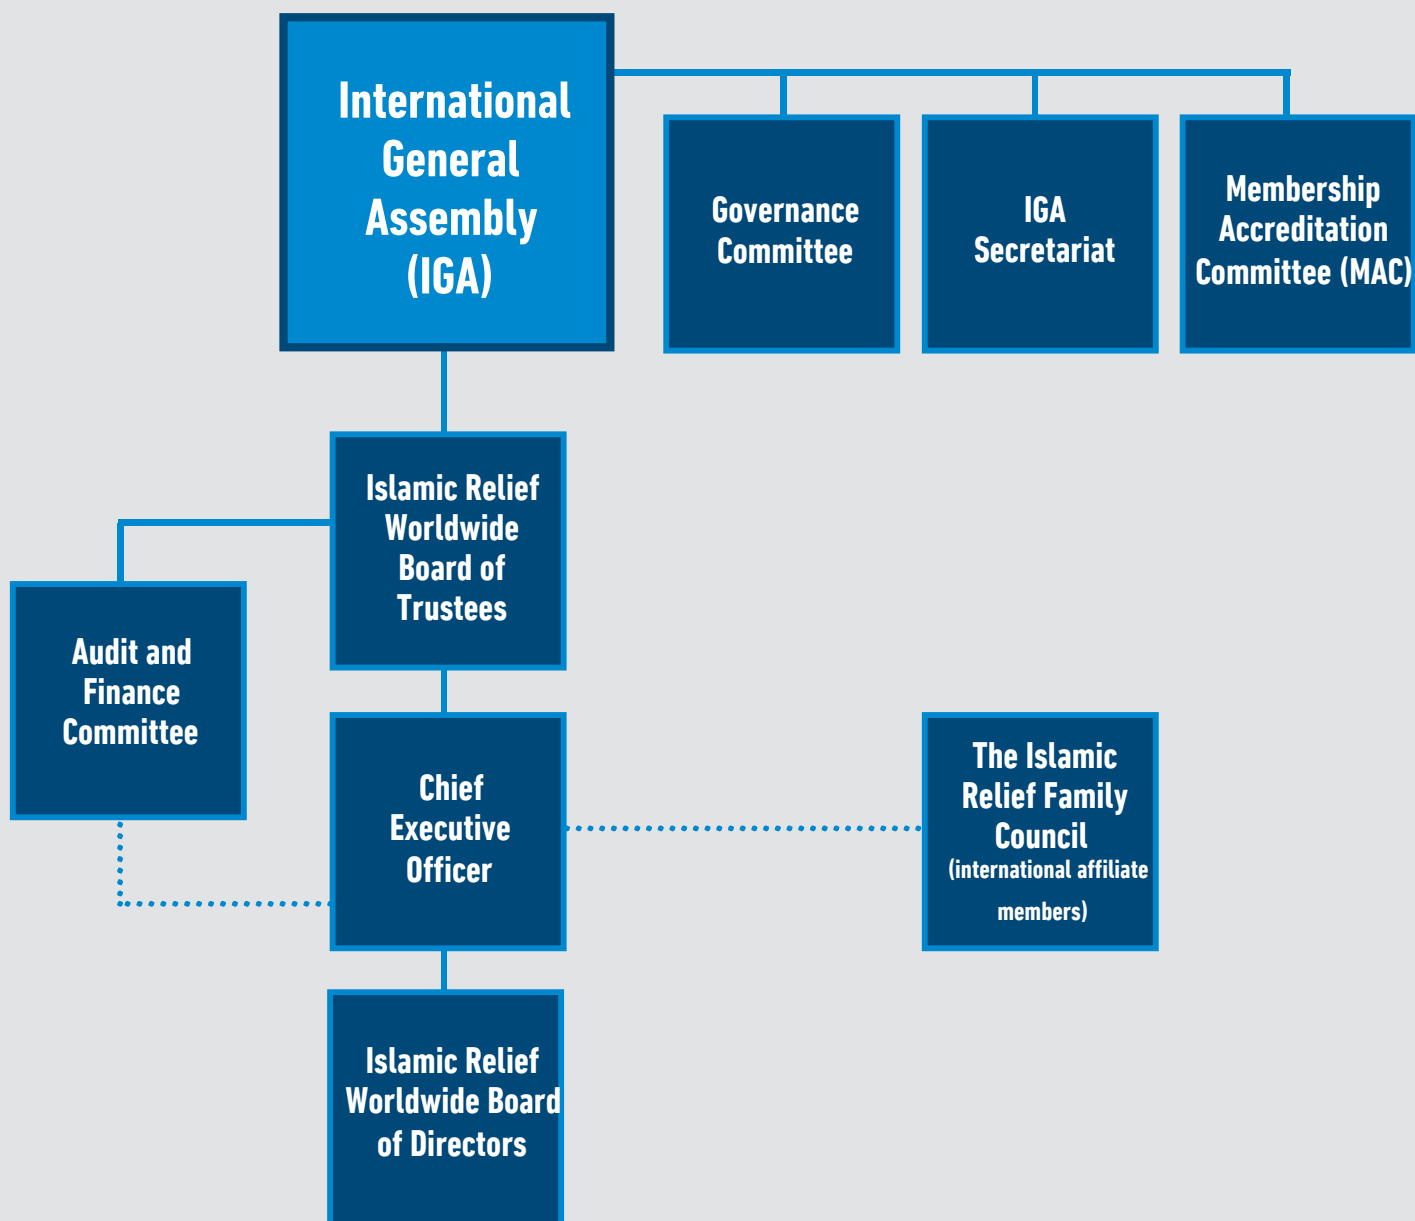 International
General
Assembly
(IGA)
Governance
Committee
IGA
Secretariat
Membership
Accreditation
Committee (MAC)
Islamic Relief
Worldwide
Board of
Trustees
Audit and
Finance
Committee
Chief
Executive
Officer
The Islamic
Relief Family
Council
(international affiliate
members)
Islamic Relief
Worldwide Board
of Directors